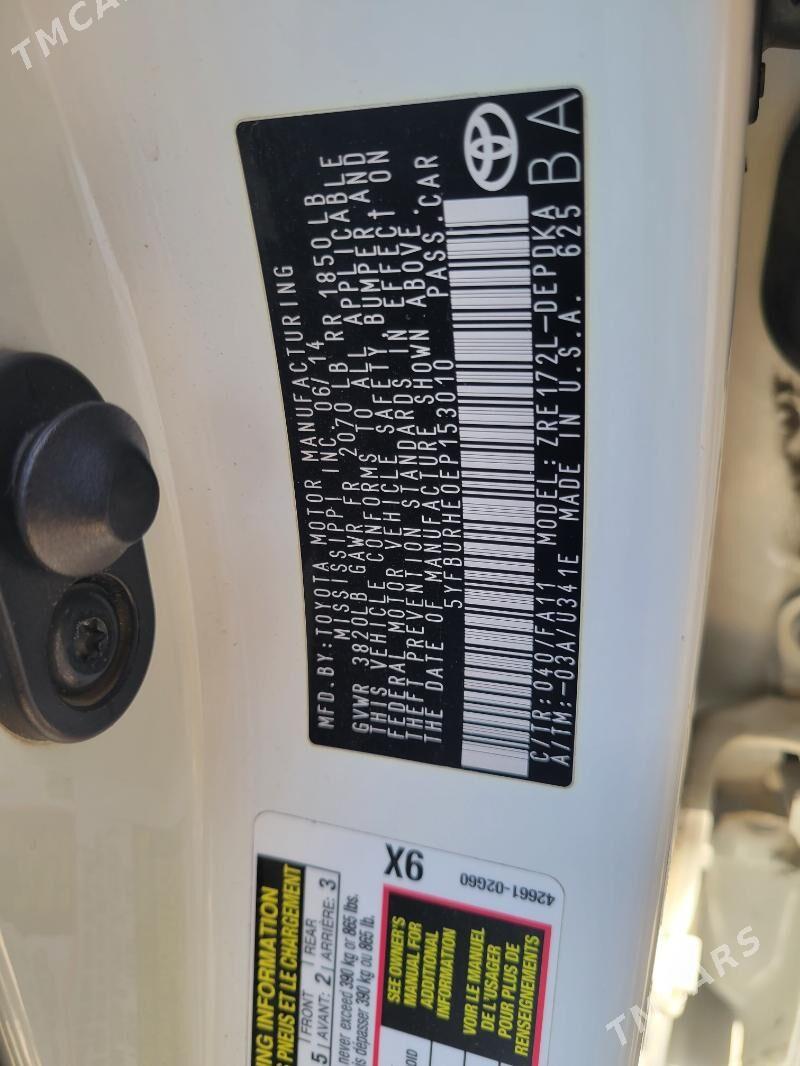 TMCARS
MFD.BY:TOYOTA MOTOR MANUFACTURING
MISSISSIPPI INC.06/14
GVWR 3820LB GAWR FR 2070 LB RR 1850 LB
THIS VEHICLE CONFORMS TO ALL APPLICABLE
FEDERAL MOTOR VEHICLE SAFETY, BUMPER AND
THEFT PREVENTION STANDARDS IN EFFECT ON
THE DATE OF MANUFACTURE SHOWN ABOVE.
5YFBURHE0EP153010 PASS.CAR
C/TR:040/FA11 MODEL:ZRE172L-DEPDKA
A/TM:-03A/U341E MADE IN U.S.A. 625
BA
INFORMATION
PNEUS ET LE CHARGEMENT
5
FRONT
AVANT: 2
REAR
ARRIÈRE: 3
never exceed 390 kg or 865 lbs.
dépasser 390 kg ou 865 lb.
9X
42661-02G60
SEE OWNER'S
MANUAL FOR
ADDITIONAL
INFORMATION
VOIR LE MANUEL
DE L'USAGER
POUR PLUS DE
RENSEIGNEMENTS
TMCARS